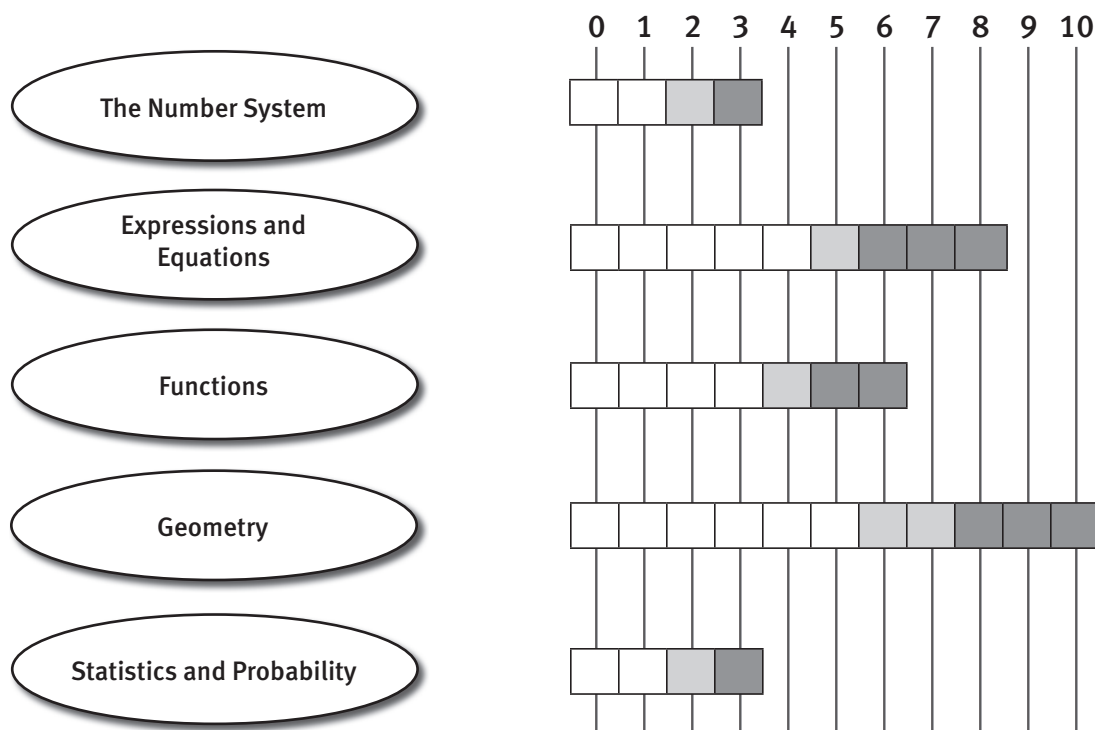 0 1 2 3 4 5 6 7 8 9 10
The Number System
Expressions and
Equations
Functions
Geometry
Statistics and Probability